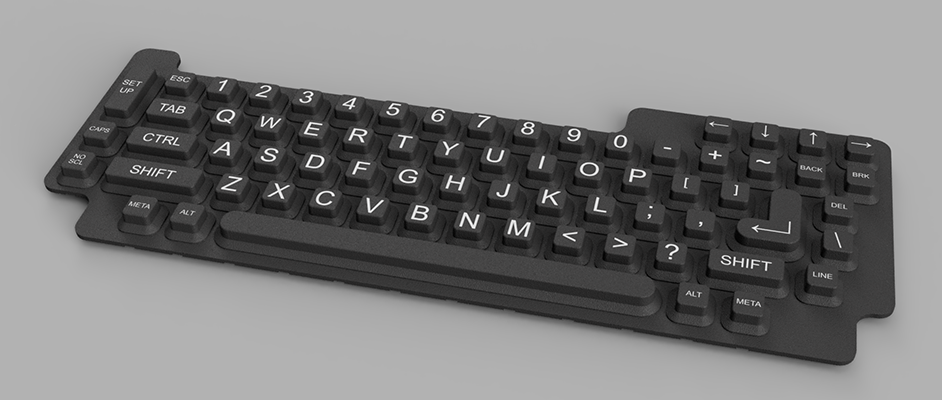 SET UP ESC 1 2 3 4 5 6 7 8 9 0 - + ~ BACK BRK
← ↓ ↑ →
TAB Q W E R T Y U I O P [ ] DEL
CAPS CTRL A S D F G H J K L ; , \
NO SCL SHIFT Z X C V B N M < > ? SHIFT LINE
META ALT ALT META